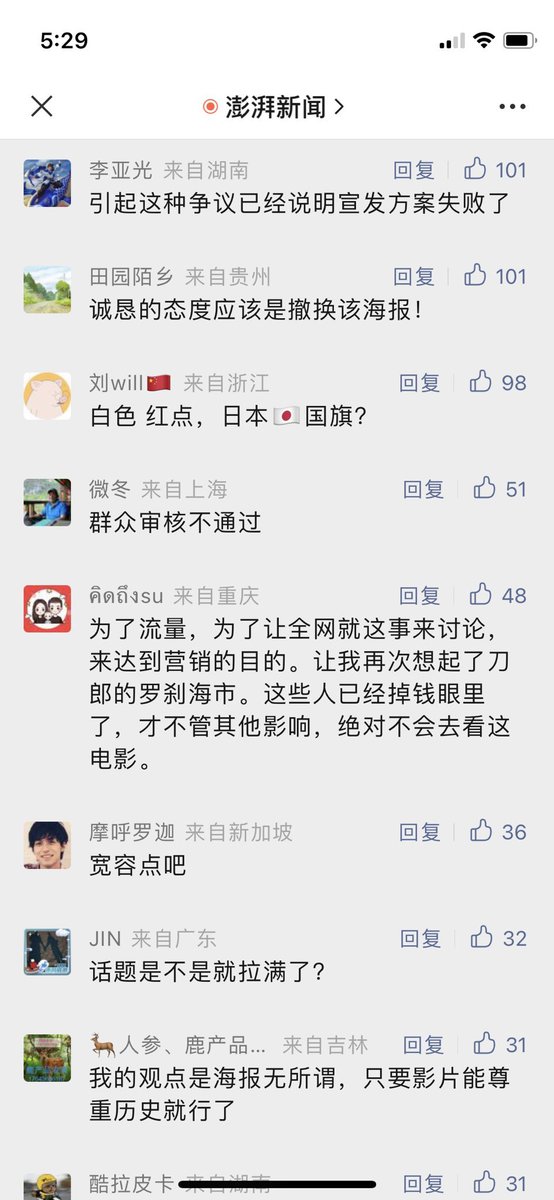 5:29
澎湃新闻
李亚光 来自湖南 回复 101
引起这种争议已经说明宣发方案失败了
田园陌乡 来自贵州 回复 101
诚恳的态度应该是撤换该海报！
刘will🇨🇳 来自浙江 回复 98
白色 红点，日本🇯🇵国旗？
微冬 来自上海 回复 51
群众审核不通过
คิดถึงsu 来自重庆 回复 48
为了流量，为了让全网就这事来讨论，
来达到营销的目的。让我再次想起了刀
郎的罗刹海市。这些人已经掉钱眼里
了，才不管其他影响，绝对不会去看这
电影。
摩呼罗迦 来自新加坡 回复 36
宽容点吧
JIN 来自广东 回复 32
话题是不是就拉满了？
🦌人参、鹿产品... 来自吉林 回复 31
我的观点是海报无所谓，只要影片能尊
重历史就行了
酷拉皮卡 来自湖南 回复 31